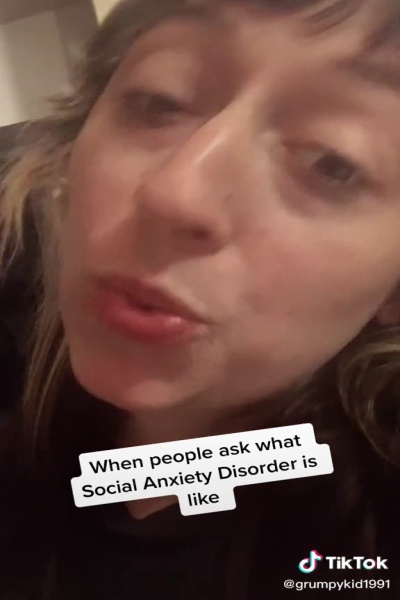 When people ask what
Social Anxiety Disorder is
like
TikTok
@grumpykid1991